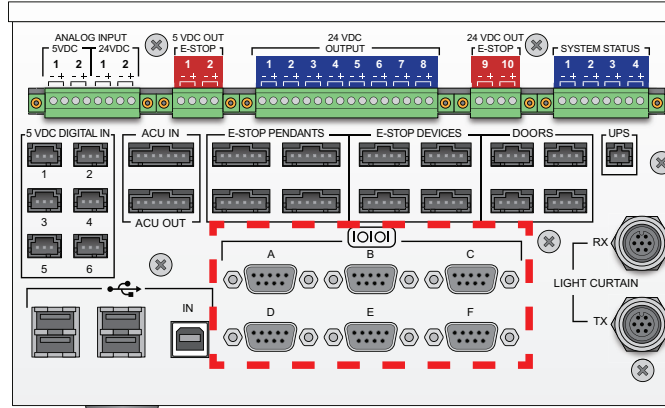 ANALOG INPUT
5VDC 24VDC
1 2 1 2
- + - + - + - +
5 VDC OUT
E-STOP
1 2
- + - +
24 VDC
OUTPUT
1 2 3 4 5 6 7 8
- + - + - + - + - + - + - + - +
24 VDC OUT
E-STOP
9 10
- + - +
SYSTEM STATUS
1 2 3 4
- + - + - + - +
5 VDC DIGITAL IN
1 2
3 4
5 6
ACU IN
ACU OUT
E-STOP PENDANTS
E-STOP DEVICES
DOORS
UPS
IOIOI
A B C
D E F
IN
RX
LIGHT CURTAIN
TX